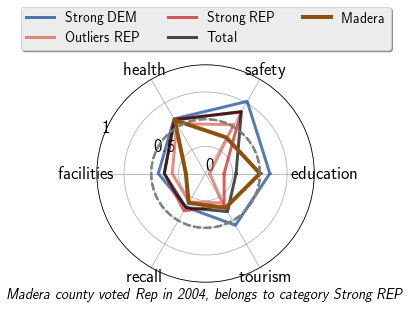 Strong DEM Strong REP Madera
Outliers REP Total
health safety
1
0.5
0
facilities education
recall tourism
Madera county voted Rep in 2004, belongs to category Strong REP